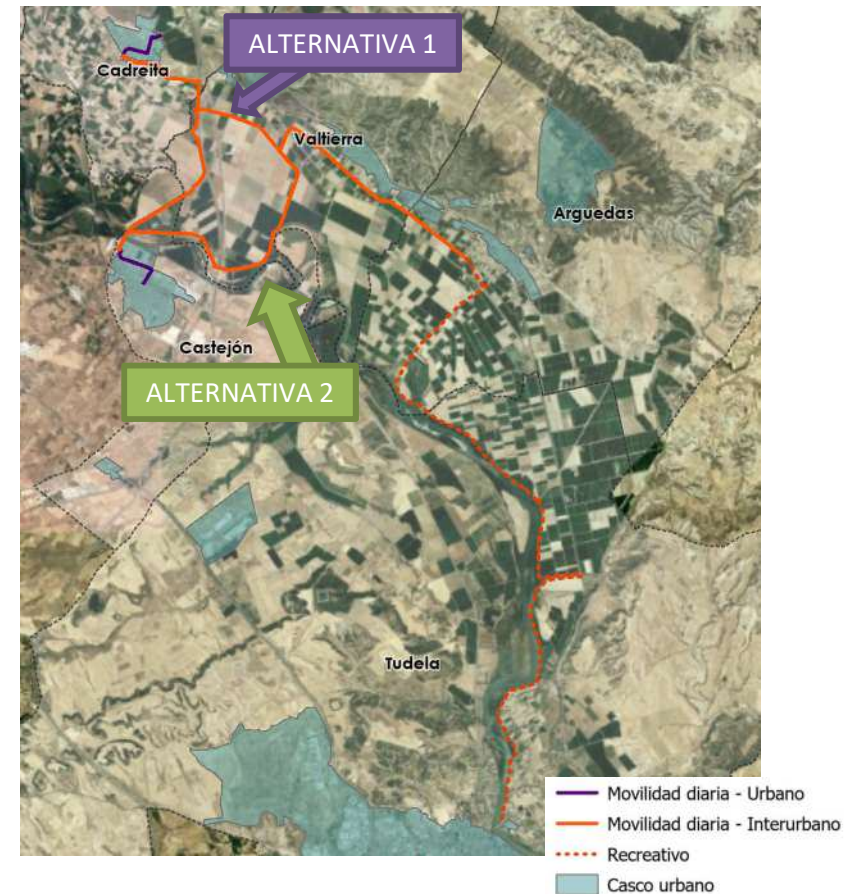 ALTERNATIVA 1
Cadreita
Valtierra
Arguedas
Castejón
ALTERNATIVA 2
Tudela
Movilidad diaria - Urbano
Movilidad diaria - Interurbano
Recreativo
Casco urbano